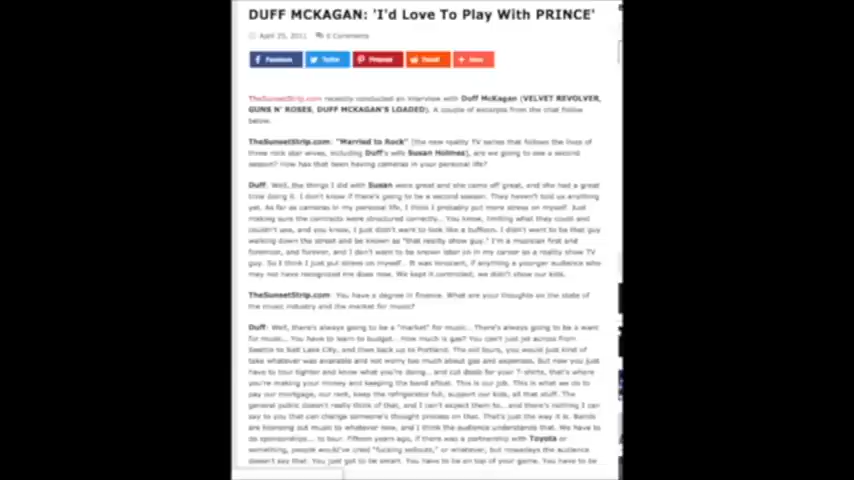 DUFF MCKAGAN: 'I'd Love To Play With PRINCE'
April 25, 2011 0 Comments
Facebook Twitter Pinterest Reddit More
TheSunsetStrip.com recently conducted an interview with Duff McKagan (VELVET REVOLVER,
GUNS N' ROSES, DUFF MCKAGAN'S LOADED). A couple of excerpts from the chat follow
below.
TheSunsetStrip.com: "Married to Rock" [the new reality TV series that follows the lives of
three rock star wives, including Duff's wife Susan Holmes], are we going to see a second
season? How has that been having cameras in your personal life?
Duff: Well, the things I did with Susan were great and she came off great, and she had a great
time doing it. I don't know if there's going to be a second season. They haven't told us anything
yet. As far as cameras in my personal life, I think I probably put more stress on myself. Just
making sure the contracts were structured correctly... You know, limiting what they could and
couldn't use, and you know, I just didn't want to look like a buffoon. I didn't want to be that guy
walking down the street and be known as "that reality show guy." I'm a musician first and
foremost, and forever, and I don't want to be known later on in my career as a reality show TV
guy. So I think I just put stress on myself... It was innocent, if anything a younger audience who
may not have recognized me does now. We kept it controlled; we didn't show our kids.
TheSunsetStrip.com: You have a degree in finance. What are your thoughts on the state of
the music industry and the market for music?
Duff: Well, there's always going to be a "market" for music... There's always going to be a want
for music... You have to learn to budget. How much is gas? You can't just jet across from
Seattle to Salt Lake City, and then back up to Portland. The old tours, you would just kind of
take whatever was available and not worry too much about gas and expenses. But now you just
have to tour tighter and know what you're doing... and cut deals for your T-shirts, that's where
you're making your money and keeping the band afloat. This is our job. This is what we do to
pay our mortgage, our rent, keep the refrigerator full, support our kids, all that stuff. The
general public doesn't really think of that, and I can't expect them to... and there's nothing I can
say to you that can change someone's thought process on that. That's just the way it is. Bands
are licensing out music to whatever now, and I think the audience understands that. We have to
do sponsorships... to tour. Fifteen years ago, if there was a partnership with Toyota or
something, people would've cried "fucking sellouts," or whatever, but nowadays the audience
doesn't say that. You just got to be smart. You have to be on top of your game. You have to be